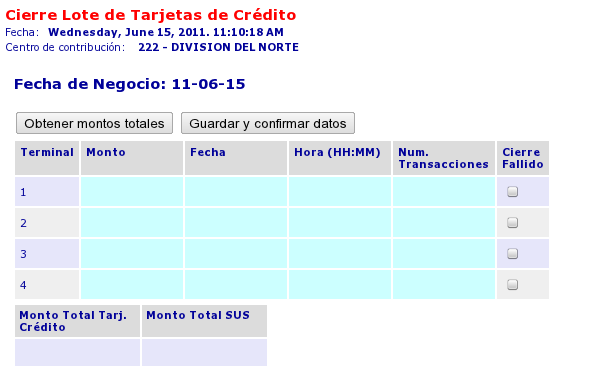 Cierre Lote de Tarjetas de Crédito
Fecha: Wednesday, June 15, 2011. 11:10:18 AM
Centro de contribución: 222 - DIVISION DEL NORTE
Fecha de Negocio: 11-06-15
Obtener montos totales Guardar y confirmar datos
Terminal Monto Fecha Hora (HH:MM) Num. Transacciones Cierre Fallido
1
2
3
4
Monto Total Tarj. Crédito Monto Total SUS